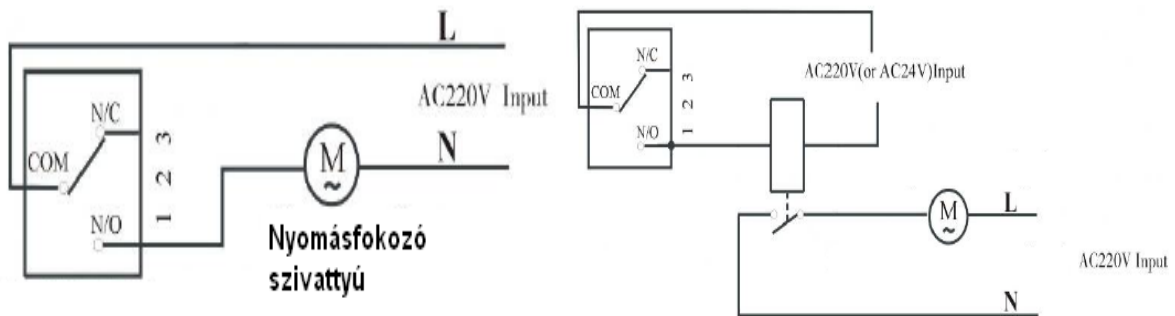 L
N/C
AC220V Input
COM
3
2
1
M
~
N
N/O
Nyomásfokozó
szivattyú
N/C
AC220V(or AC24V)Input
COM
3
2
1
N/O
M
~
L
AC220V Input
N